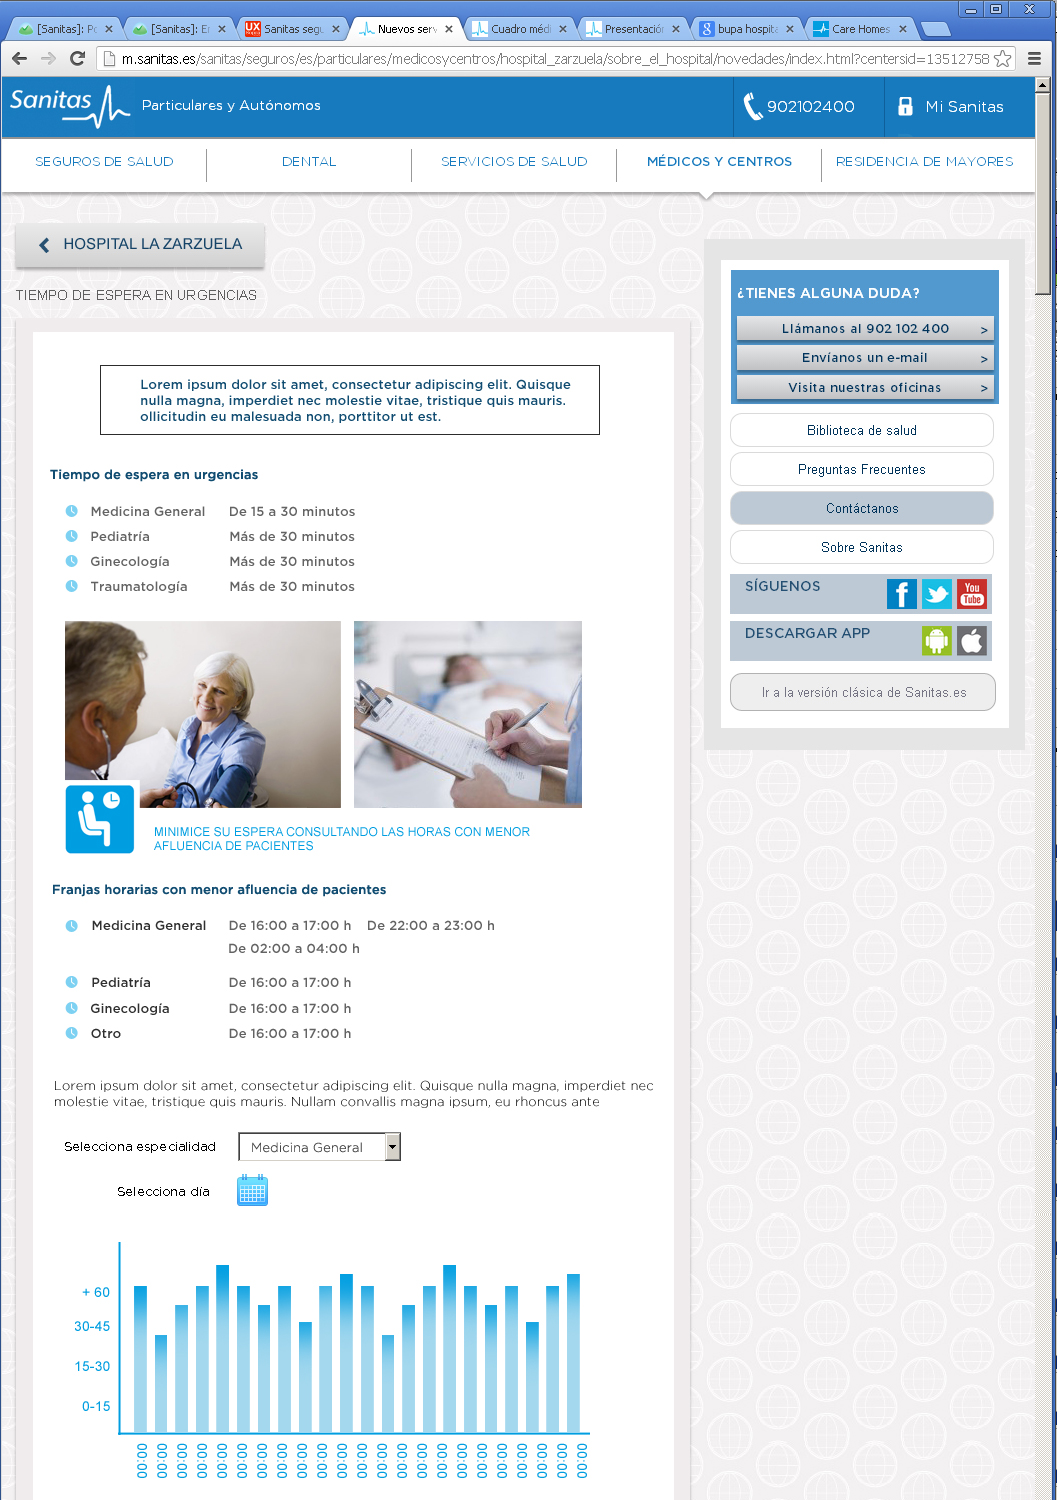 [Sanitas]: Pe
[Sanitas]: E
Sanitas segu
Nuevos serv
Cuadro médi
Presentación
bupa hospita
Care Homes
m.sanitas.es/sanitas/seguros/es/particulares/medicosycentros/hospital_zarzuela/sobre_el_hospital/novedades/index.html?centersid=13512758
Sanitas
Particulares y Autónomos
902102400
Mi Sanitas
SEGUROS DE SALUD
DENTAL
SERVICIOS DE SALUD
MÉDICOS Y CENTROS
RESIDENCIA DE MAYORES
HOSPITAL LA ZARZUELA
TIEMPO DE ESPERA EN URGENCIAS
Lorem ipsum dolor sit amet, consectetur adipiscing elit. Quisque
nulla magna, imperdiet nec molestie vitae, tristique quis mauris.
ollicitudin eu malesuada non, porttitor ut est.
Tiempo de espera en urgencias
Medicina General De 15 a 30 minutos
Pediatría Más de 30 minutos
Ginecología Más de 30 minutos
Traumatología Más de 30 minutos
MINIMICE SU ESPERA CONSULTANDO LAS HORAS CON MENOR
AFLUENCIA DE PACIENTES
Franjas horarias con menor afluencia de pacientes
Medicina General De 16:00 a 17:00 h De 22:00 a 23:00 h
De 02:00 a 04:00 h
Pediatría De 16:00 a 17:00 h
Ginecología De 16:00 a 17:00 h
Otro De 16:00 a 17:00 h
Lorem ipsum dolor sit amet, consectetur adipiscing elit. Quisque nulla magna, imperdiet nec
molestie vitae, tristique quis mauris. Nullam convallis magna ipsum, eu rhoncus ante
Selecciona especialidad Medicina General
Selecciona día
+ 60
30-45
15-30
0-15
00:00 00:00 00:00 00:00 00:00 00:00 00:00 00:00 00:00 00:00 00:00 00:00 00:00 00:00 00:00 00:00 00:00 00:00 00:00 00:00 00:00 00:00 00:00
¿TIENES ALGUNA DUDA?
Llámanos al 902 102 400 >
Envíanos un e-mail >
Visita nuestras oficinas >
Biblioteca de salud
Preguntas Frecuentes
Contáctanos
Sobre Sanitas
SÍGUENOS
You
Tube
DESCARGAR APP
Ir a la versión clásica de Sanitas.es